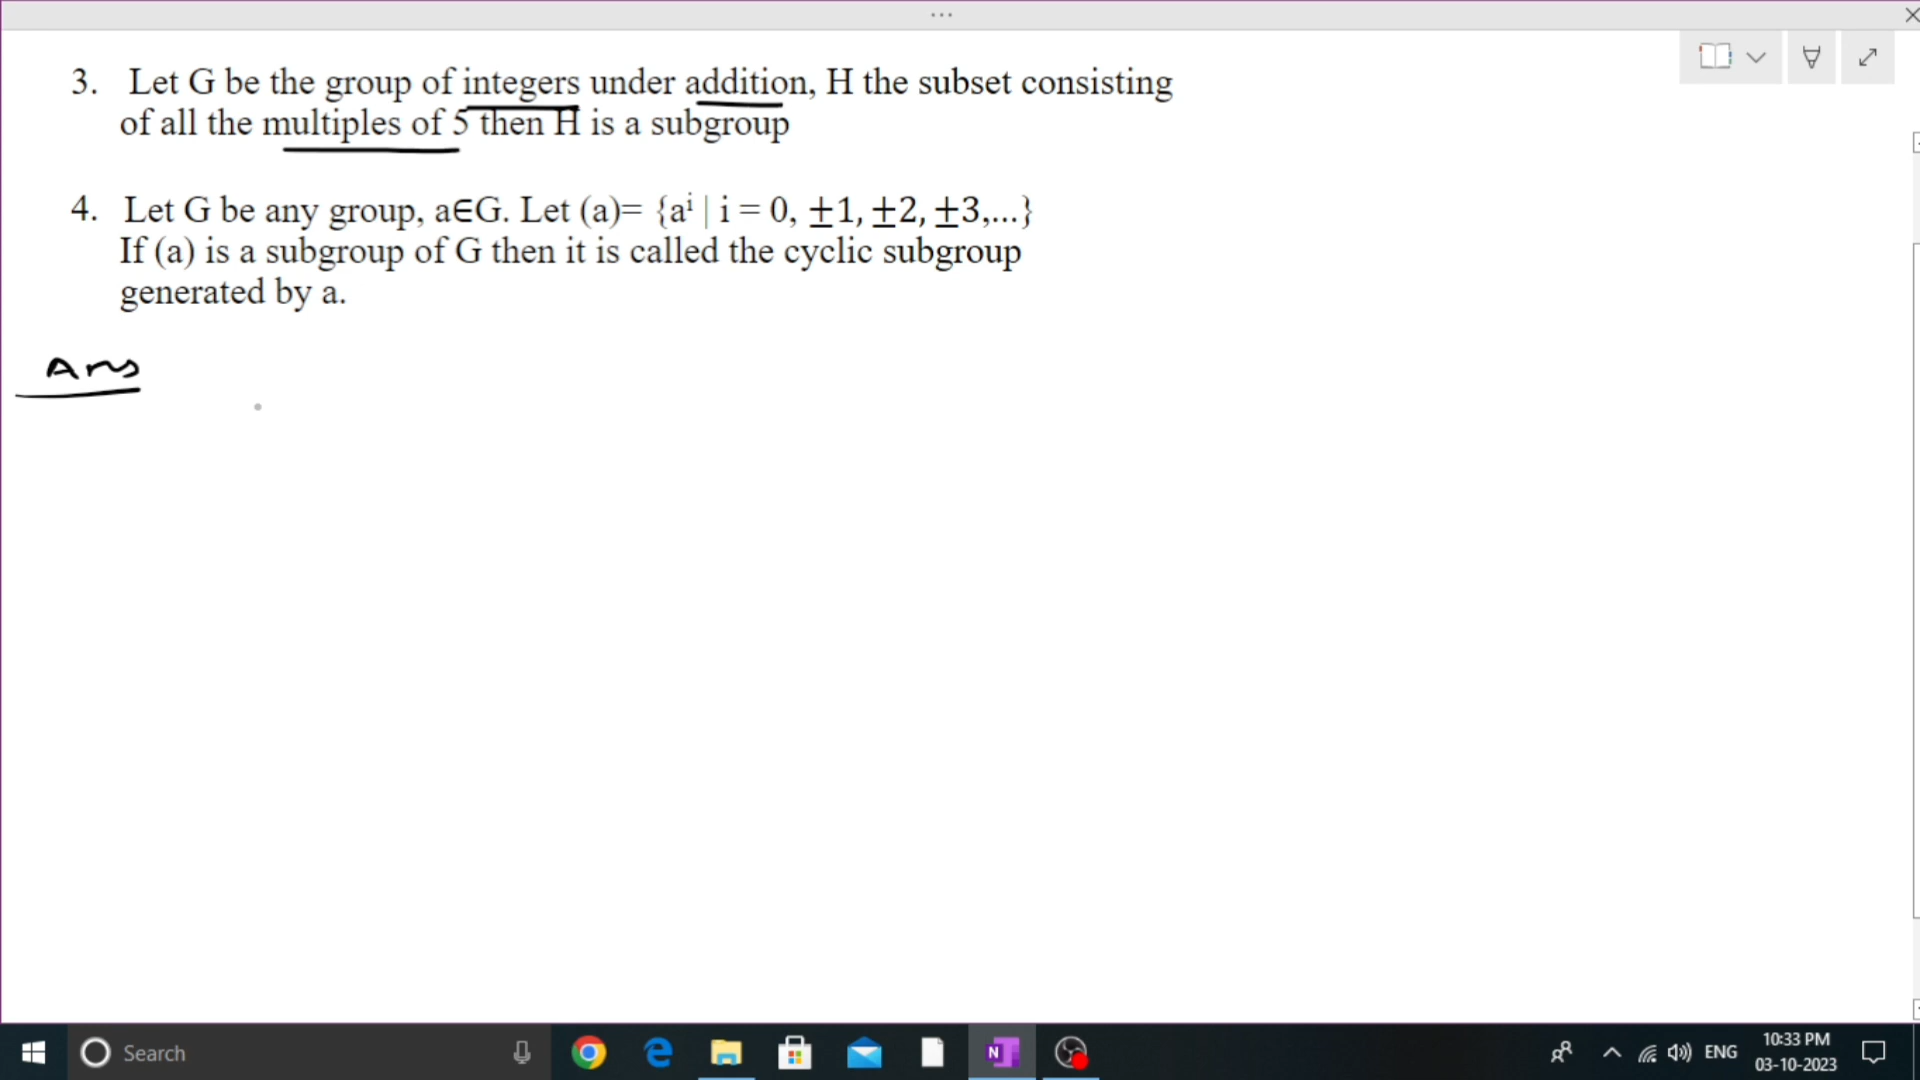 3. Let G be the group of integers under addition, H the subset consisting
of all the multiples of 5 then H is a subgroup
4. Let G be any group, a∈G. Let (a)= {aⁱ | i = 0, ±1, ±2, ±3,...}
If (a) is a subgroup of G then it is called the cyclic subgroup
generated by a.
Ans
Search
N
ENG
10:33 PM
03-10-2023